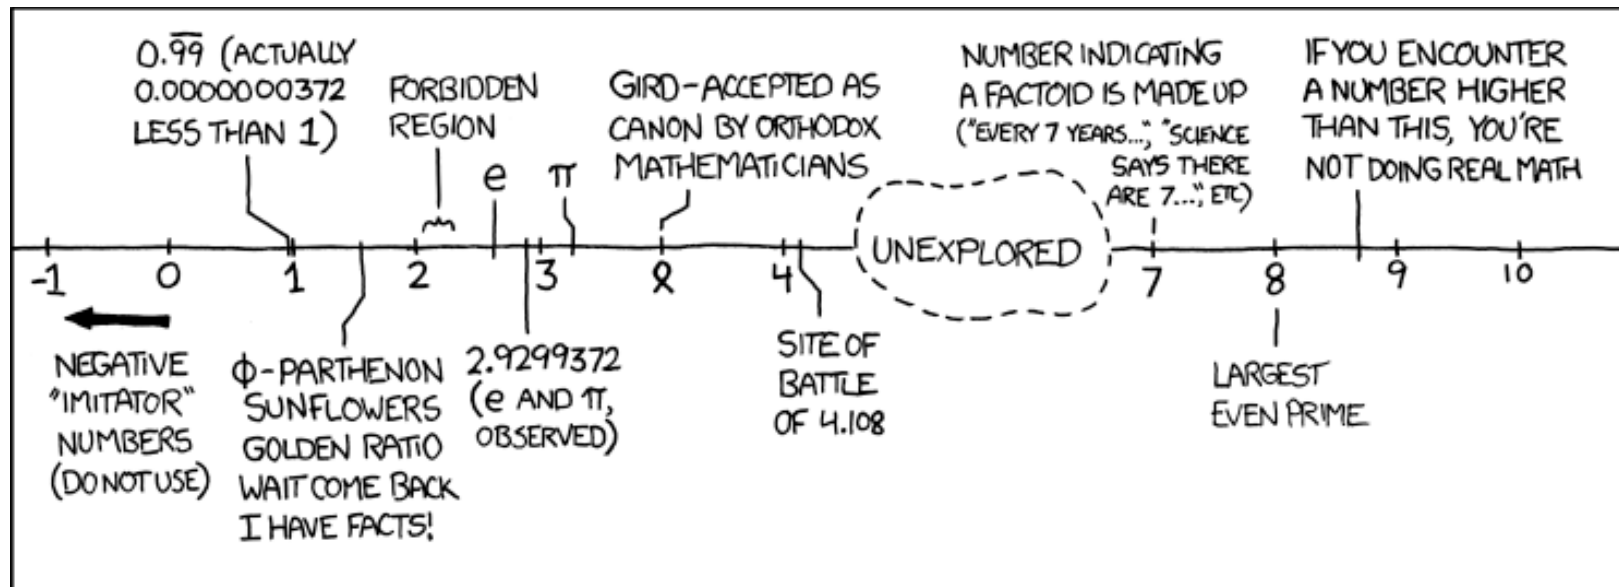 0.99 (ACTUALLY
0.0000000372
LESS THAN 1)
FORBIDDEN
REGION
e
π
GIRD-ACCEPTED AS
CANON BY ORTHODOX
MATHEMATICIANS
NUMBER INDICATING
A FACTOID IS MADE UP
("EVERY 7 YEARS...", "SCIENCE
SAYS THERE
ARE 7...", ETC)
IF YOU ENCOUNTER
A NUMBER HIGHER
THAN THIS, YOU'RE
NOT DOING REAL MATH
UNEXPLORED
-1 0 1 2 3 4 7 8 9 10
NEGATIVE
"IMITATOR"
NUMBERS
(DO NOT USE)
ϕ-PARTHENON
SUNFLOWERS
GOLDEN RATIO
WAIT COME BACK
I HAVE FACTS!
2.9299372
(e AND π,
OBSERVED)
SITE OF
BATTLE
OF 4.108
LARGEST
EVEN PRIME